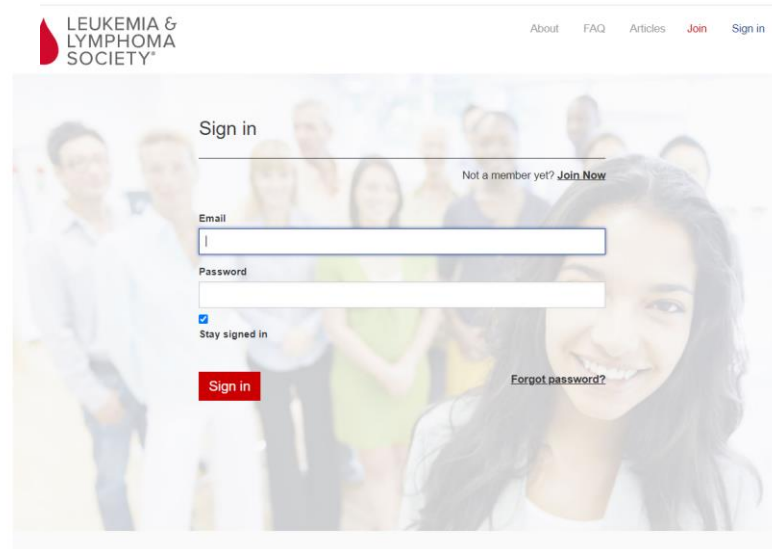 LEUKEMIA &
LYMPHOMA
SOCIETY®
About FAQ Articles Join Sign in
Sign in
Not a member yet? Join Now
Email
Password
Stay signed in
Sign in Forgot password?